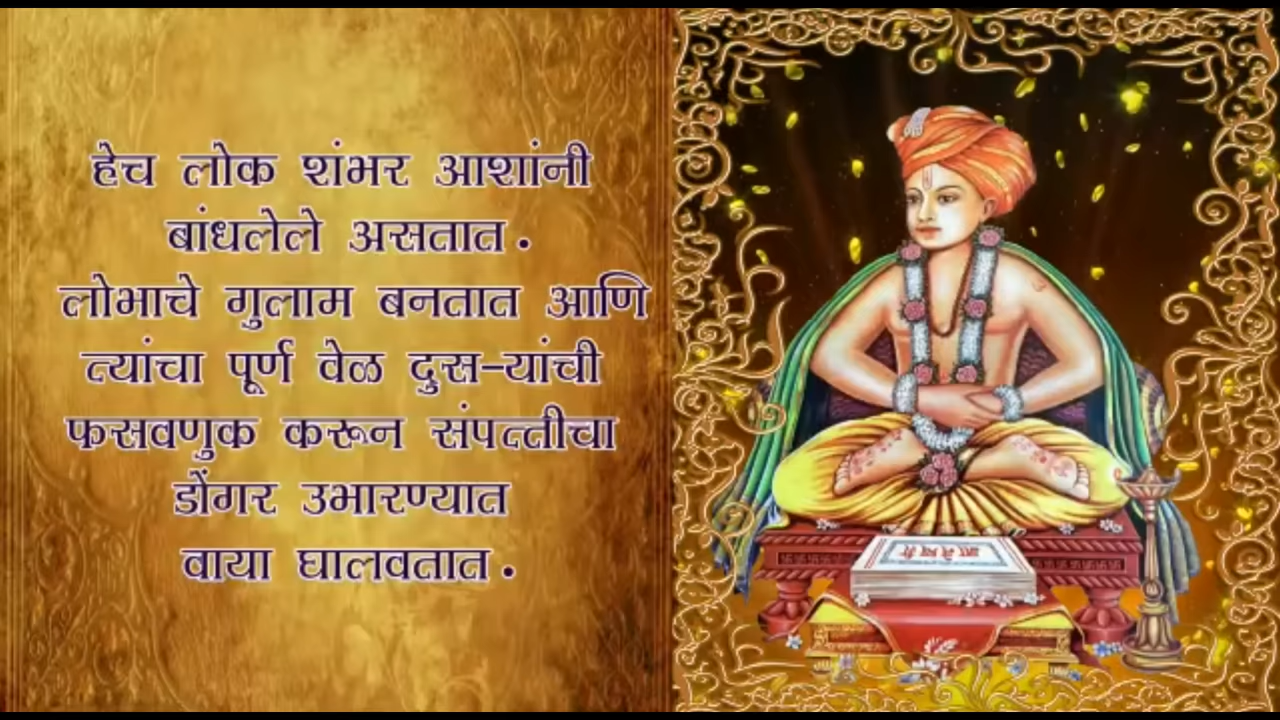 हेच लोक शंभर आशांनी
बांधलेले असतात.
लोभाचे गुलाम बनतात आणि
त्यांचा पूर्ण वेळ दुस-यांची
फसवणुक करून संपत्तीचा
डोंगर उभारण्यात
वाया घालवतात.